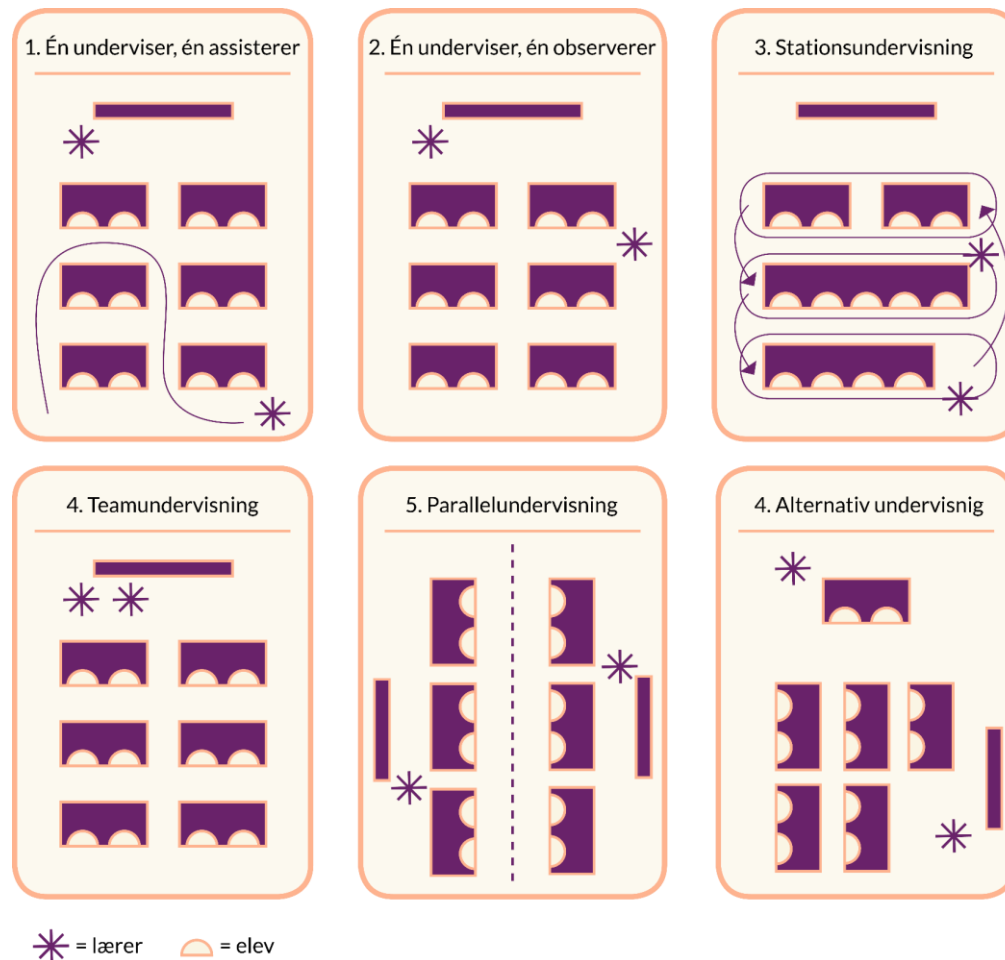 1. Én underviser, én assisterer
2. Én underviser, én observerer
3. Stationsundervisning
4. Teamundervisning
5. Parallelundervisning
4. Alternativ undervisnig
= lærer
= elev